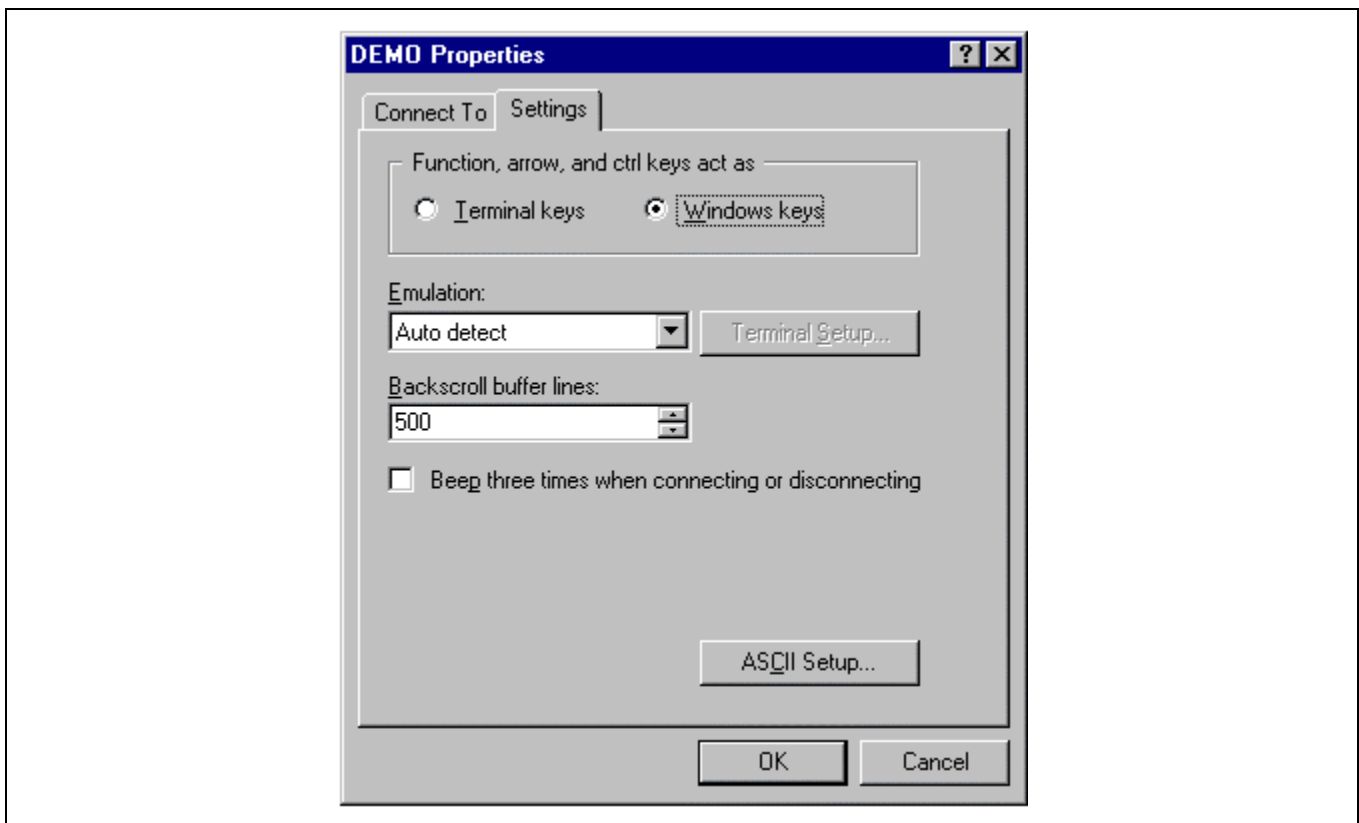 DEMO Properties
Connect To Settings
Function, arrow, and ctrl keys act as
Terminal keys Windows keys
Emulation:
Auto detect Terminal Setup...
Backscroll buffer lines:
500
Beep three times when connecting or disconnecting
ASCII Setup...
OK Cancel